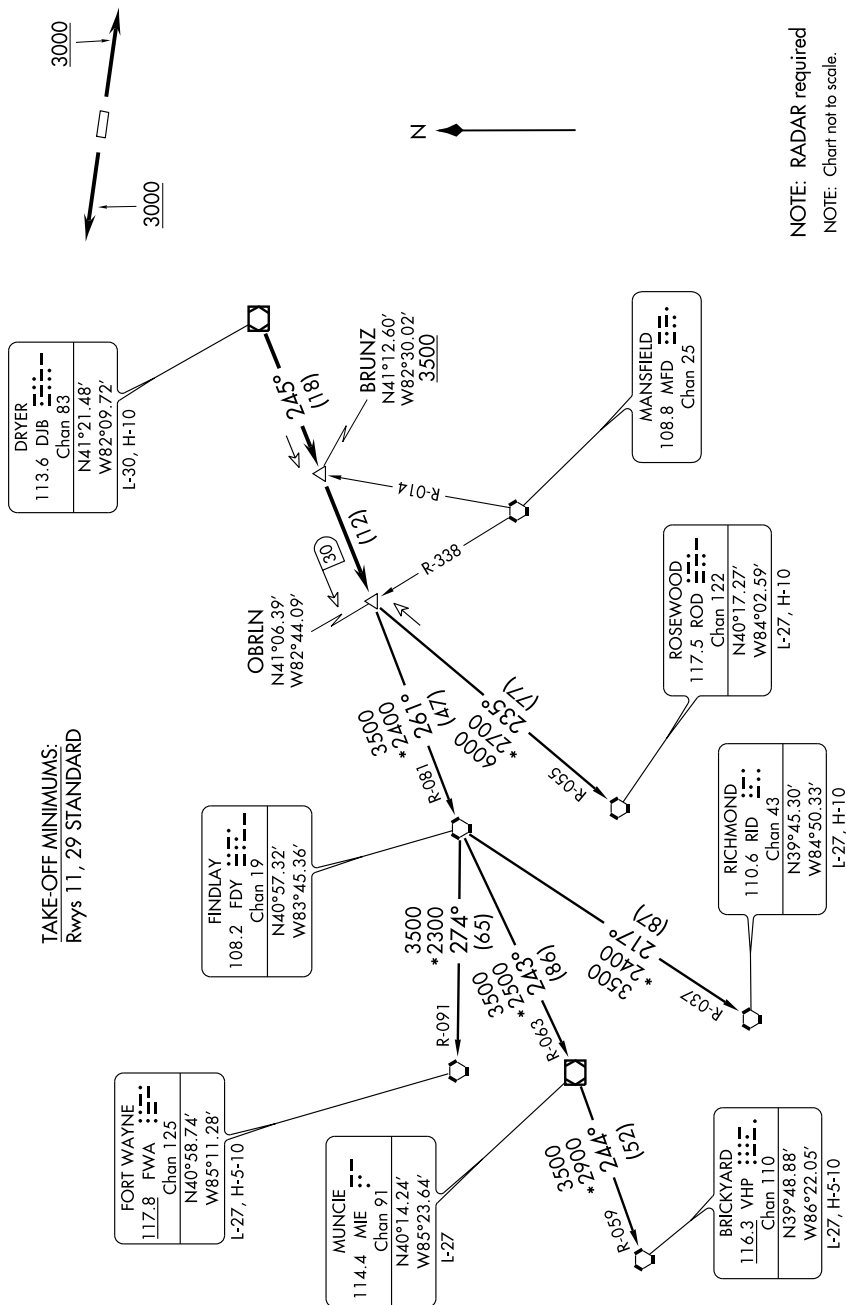 TAKE-OFF MINIMUMS:
Rwys 11, 29 STANDARD
3000
3000
N
NOTE: RADAR required
NOTE: Chart not to scale.
DRYER
113.6 DJB
Chan 83
N41°21.48′
W82°09.72′
L-30, H-10
245°
(18)
BRUNZ
N41°12.60′
W82°30.02′
3500
(12)
30
OBRLN
N41°06.39′
W82°44.09′
R-014
R-338
MANSFIELD
108.8 MFD
Chan 25
3500
*2400
261°
(47)
R-081
6000
*2700
235°
(77)
R-055
ROSEWOOD
117.5 ROD
Chan 122
N40°17.27′
W84°02.59′
L-27, H-10
FINDLAY
108.2 FDY
Chan 19
N40°57.32′
W83°45.36′
3500
*2300
274°
(65)
R-091
3500
*2500
243°
(86)
R-063
3500
*2400
217°
(87)
R-037
RICHMOND
110.6 RID
Chan 43
N39°45.30′
W84°50.33′
L-27, H-10
FORT WAYNE
117.8 FWA
Chan 125
N40°58.74′
W85°11.28′
L-27, H-5-10
MUNCIE
114.4 MIE
Chan 91
N40°14.24′
W85°23.64′
L-27
3500
*2900
244°
(52)
R-059
BRICKYARD
116.3 VHP
Chan 110
N39°48.88′
W86°22.05′
L-27, H-5-10